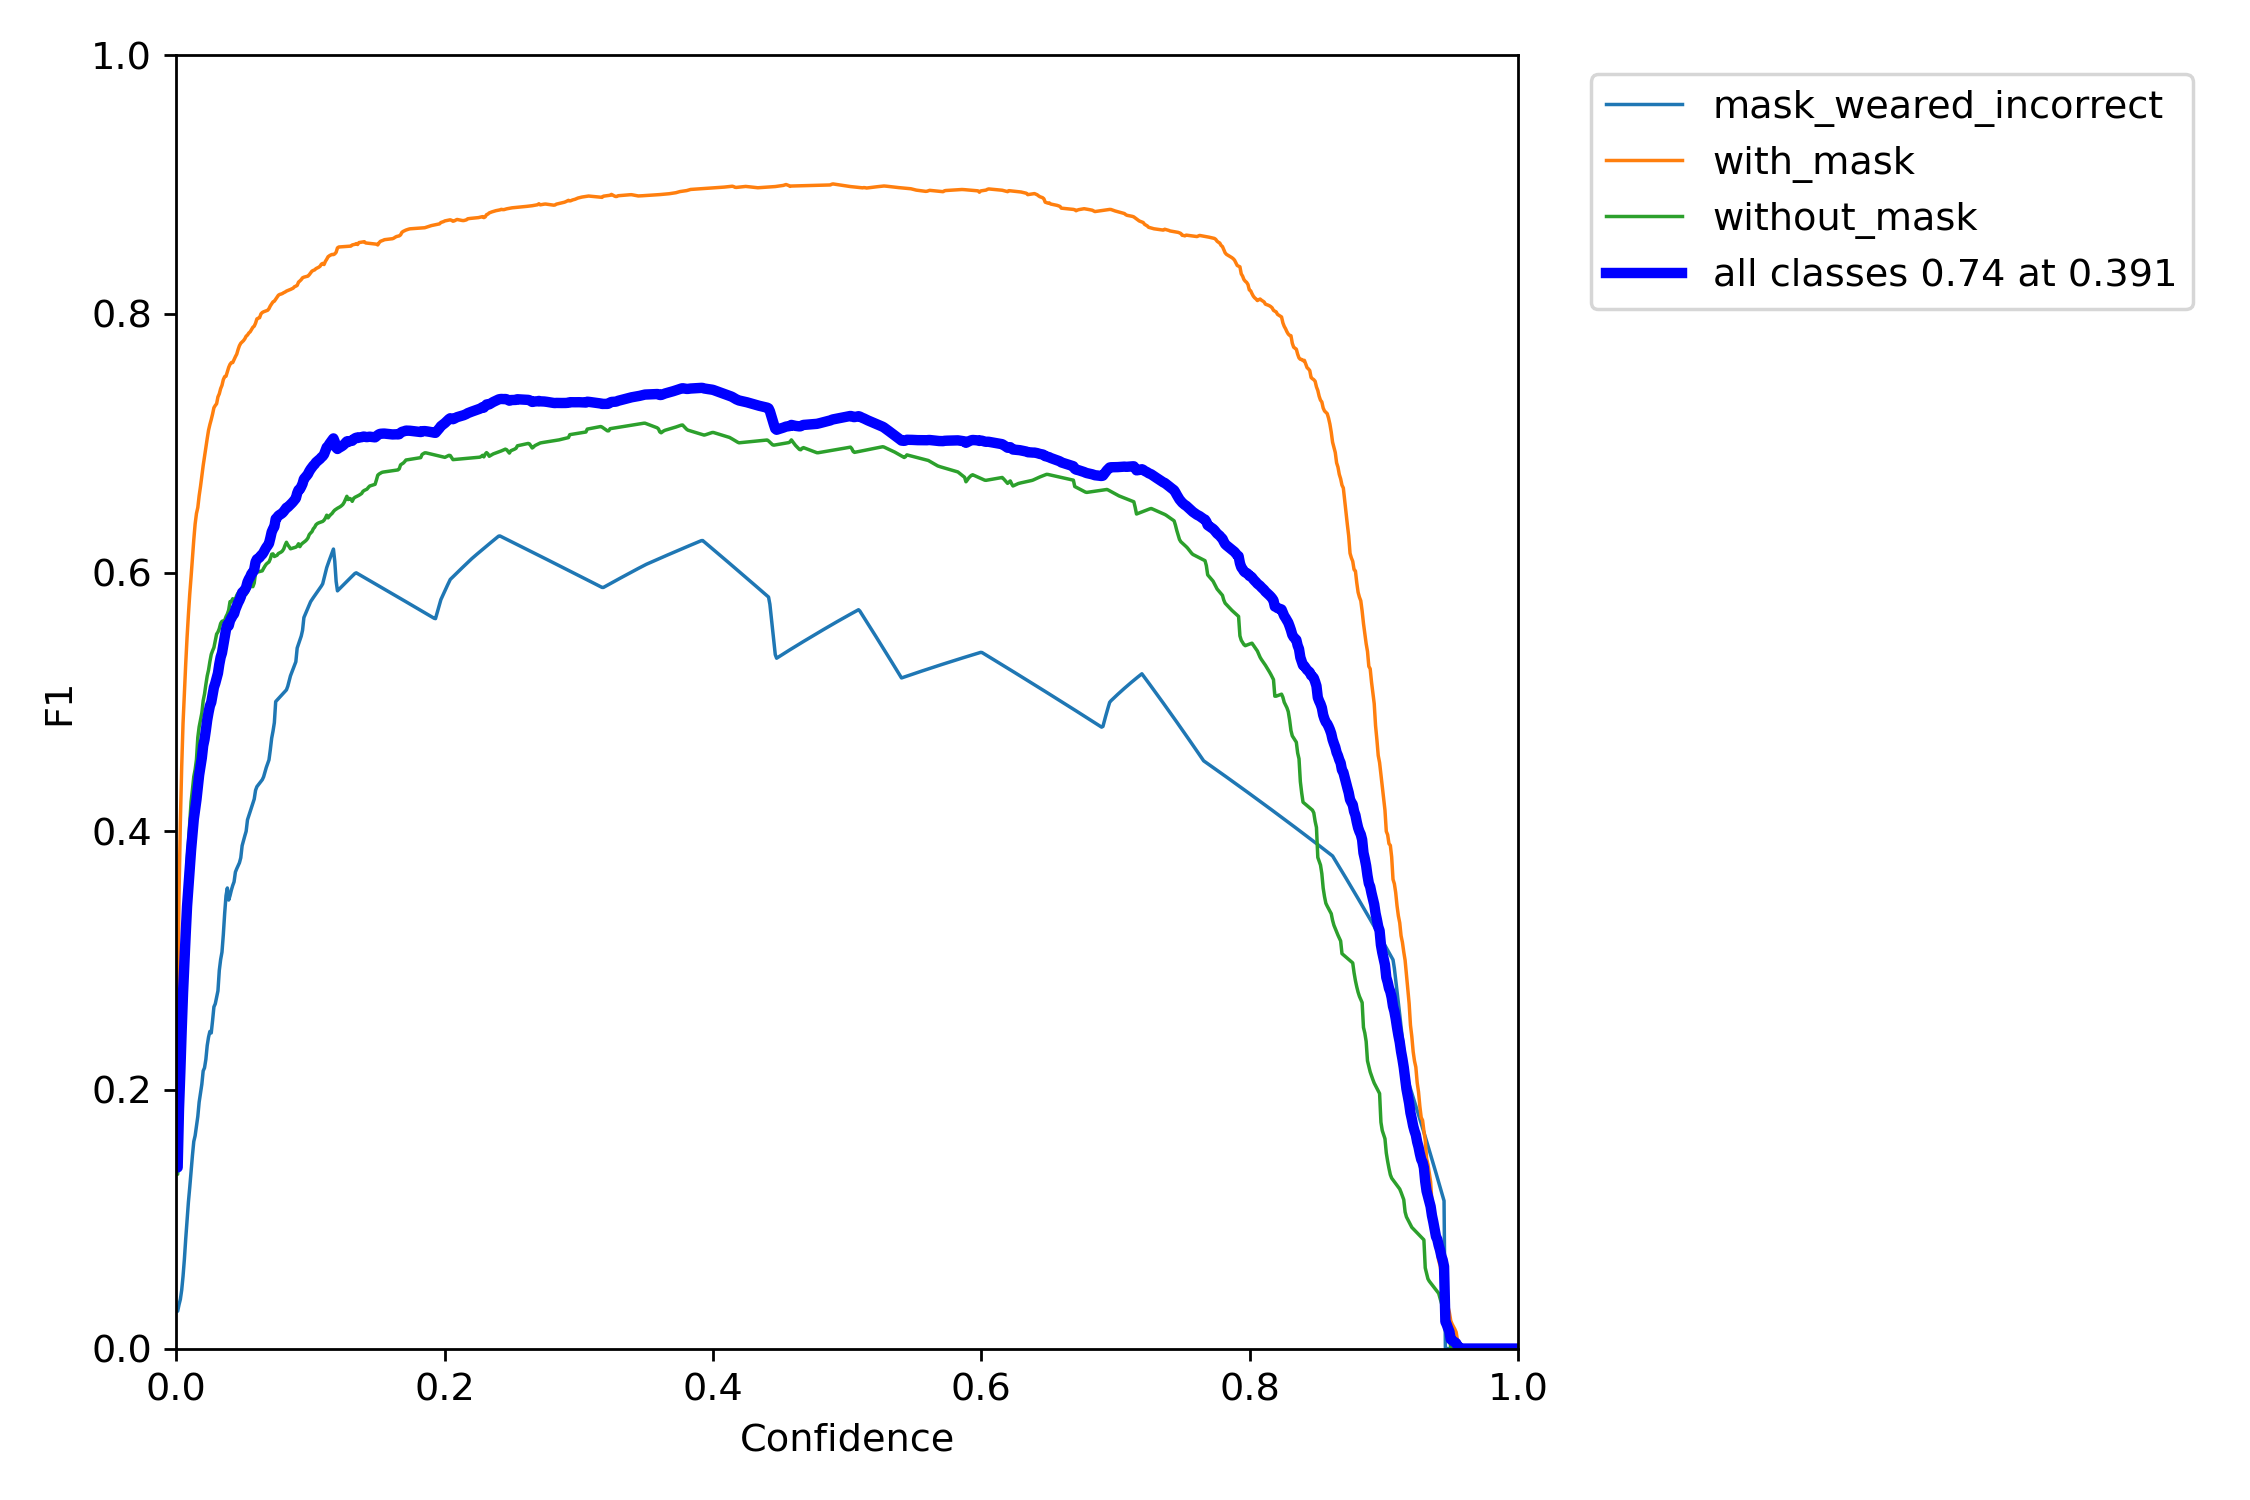 1.0
0.8
0.6
0.4
0.2
0.0
F1
0.0 0.2 0.4 0.6 0.8 1.0
Confidence
mask_weared_incorrect
with_mask
without_mask
all classes 0.74 at 0.391